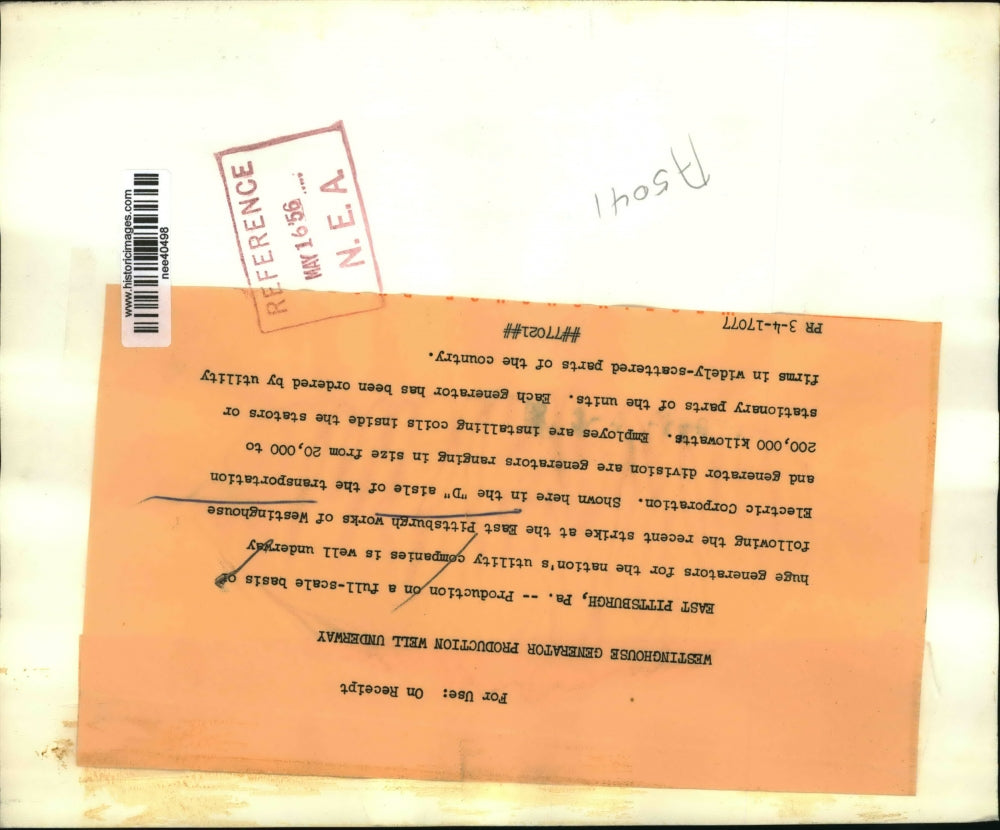 For Use: On Receipt
WESTINGHOUSE GENERATOR PRODUCTION WELL UNDERWAY
EAST PITTSBURGH, Pa. -- Production on a full-scale basis of
huge generators for the nation's utility companies is well underway
following the recent strike at the East Pittsburgh works of Westinghouse
Electric Corporation. Shown here in the "D" aisle of the transportation
and generator division are generators ranging in size from 20,000 to
200,000 kilowatts. Employes are installing coils inside the stators or
stationary parts of the units. Each generator has been ordered by utility
firms in widely-scattered parts of the country.
##77021##
PR 3-4-17077
REFERENCE
MAY 16 '56
N. E. A.
A5041
www.historicimages.com
nee40498